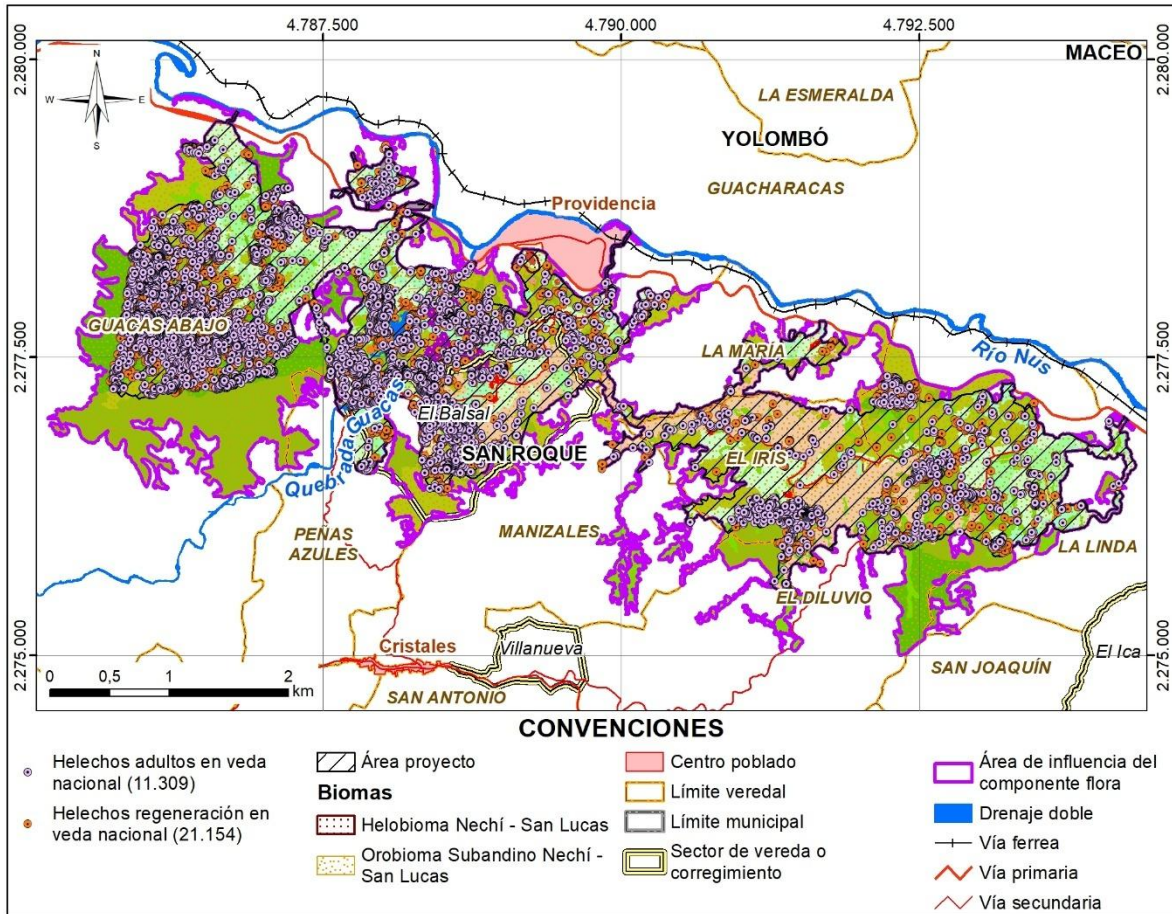 4.787.500
4.790.000
4.792.500
2.280.000
2.280.000
MACEO
N
W
E
S
LA ESMERALDA
YOLOMBÓ
GUACHARACAS
Providencia
GUACAS ABAJO
LA MARÍA
Río Nus
2.277.500
2.277.500
El Balsal
Quebrada Guacas
SAN ROQUE
EL IRIS
PEÑAS
AZULES
MANIZALES
LA LINDA
EL DILUVIO
Cristales
Villanueva
SAN JOAQUÍN
El Ica
2.275.000
2.275.000
SAN ANTONIO
0
0,5
1
2
km
CONVENCIONES
Helechos adultos en veda
nacional (11.309)
Helechos regeneración en
veda nacional (21.154)
Área proyecto
Biomas
Helobioma Nechí - San Lucas
Orobioma Subandino Nechí -
San Lucas
Centro poblado
Límite veredal
Límite municipal
Sector de vereda o
corregimiento
Área de influencia del
componente flora
Drenaje doble
Vía ferrea
Vía primaria
Vía secundaria